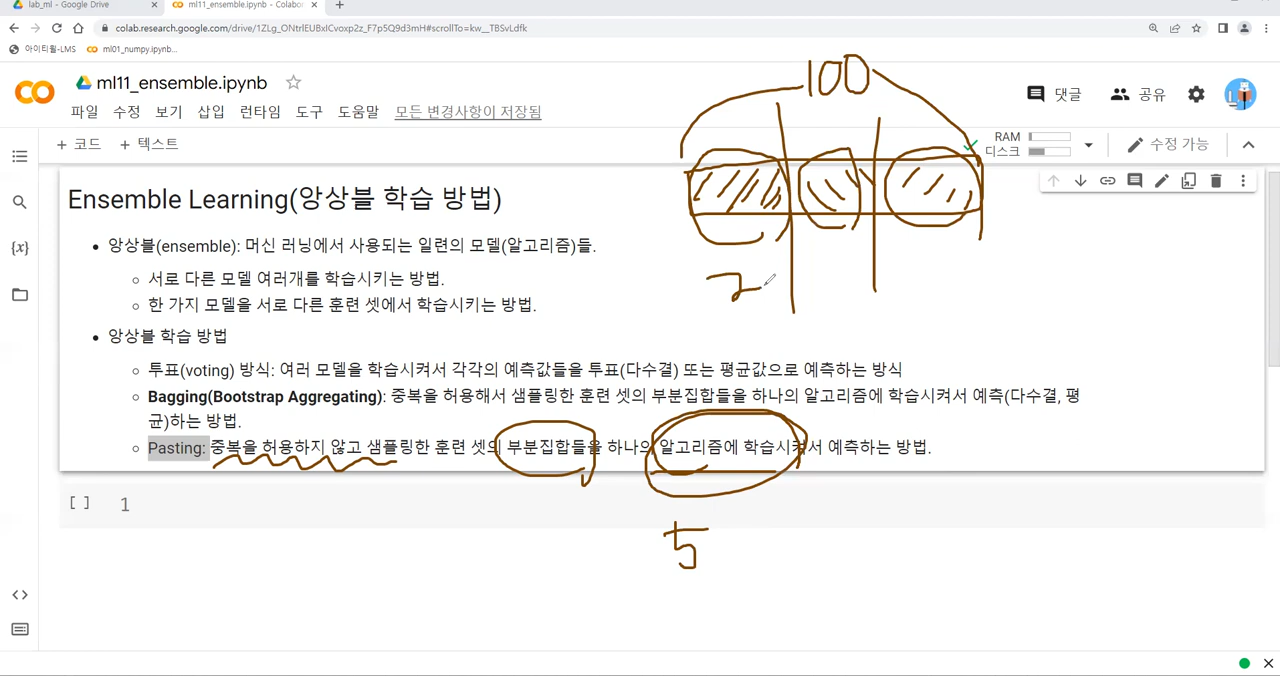 lab_ml - Google Drive
ml11_ensemble.ipynb - Colabor
colab.research.google.com/drive/1ZLg_ONtrlEUBxICvoxp2z_F7p5Q9d3mH#scrollTo=kw__TBSvLdfk
아이티윌-LMS
ml01_numpy.ipynb...
ml11_ensemble.ipynb
댓글
공유
파일 수정 보기 삽입 런타임 도구 도움말 모든 변경사항이 저장됨
+ 코드 + 텍스트
RAM
디스크
수정 가능
100
Ensemble Learning(앙상블 학습 방법)
앙상블(ensemble): 머신 러닝에서 사용되는 일련의 모델(알고리즘)들.
서로 다른 모델 여러개를 학습시키는 방법.
한 가지 모델을 서로 다른 훈련 셋에서 학습시키는 방법.
2
앙상블 학습 방법
투표(voting) 방식: 여러 모델을 학습시켜서 각각의 예측값들을 투표(다수결) 또는 평균값으로 예측하는 방식
Bagging(Bootstrap Aggregating): 중복을 허용해서 샘플링한 훈련 셋의 부분집합들을 하나의 알고리즘에 학습시켜서 예측(다수결, 평
균)하는 방법.
Pasting: 중복을 허용하지 않고 샘플링한 훈련 셋의 부분집합들을 하나의 알고리즘에 학습시켜서 예측하는 방법.
[ ] 1
5